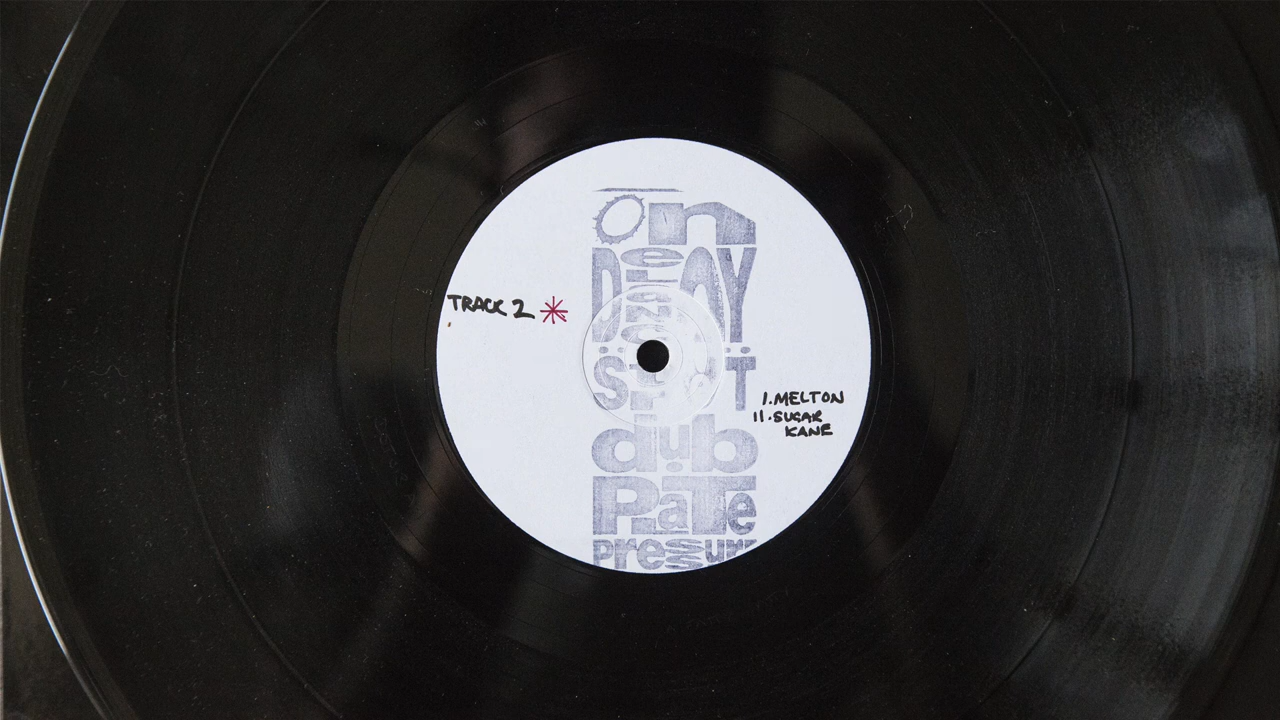 TRACK 2 *
On
DeLAY
dub
Plate
Pressure
I. MELTON
II. SUGAR
KANE